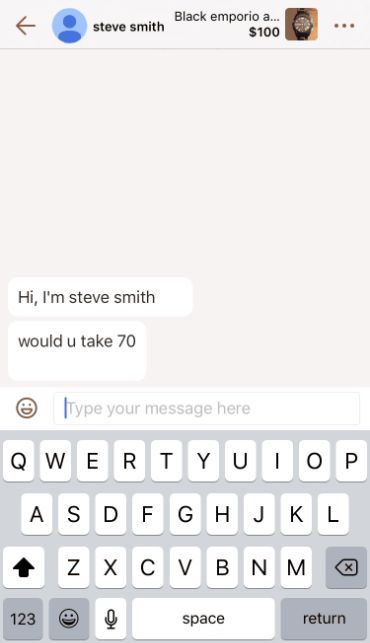 Black emporio a...
steve smith
$100
Hi, I'm steve smith
would u take 70
Type your message here
Q W E R T Y U I O P
A S D F G H J K L
Z X C V B N M
123 space return